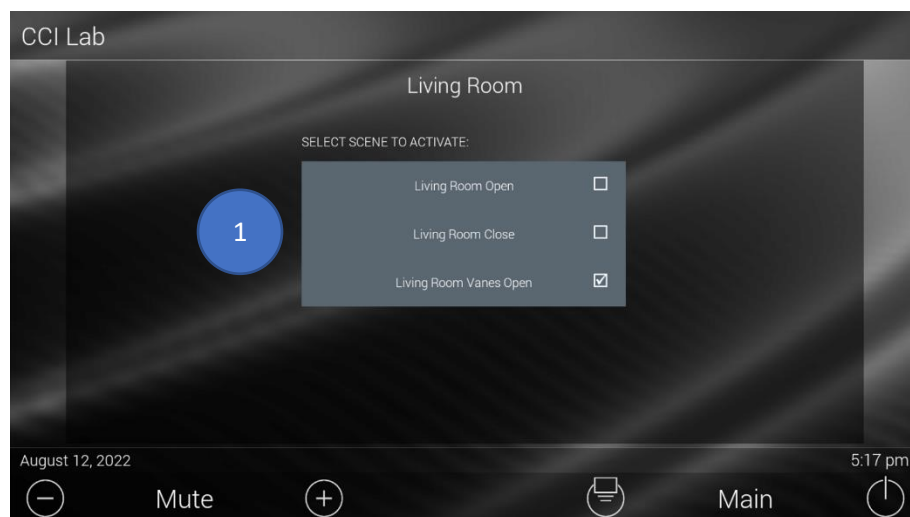 CCI Lab
Living Room
SELECT SCENE TO ACTIVATE:
Living Room Open
1
Living Room Close
Living Room Vanes Open
August 12, 2022
5:17 pm
Mute
Main